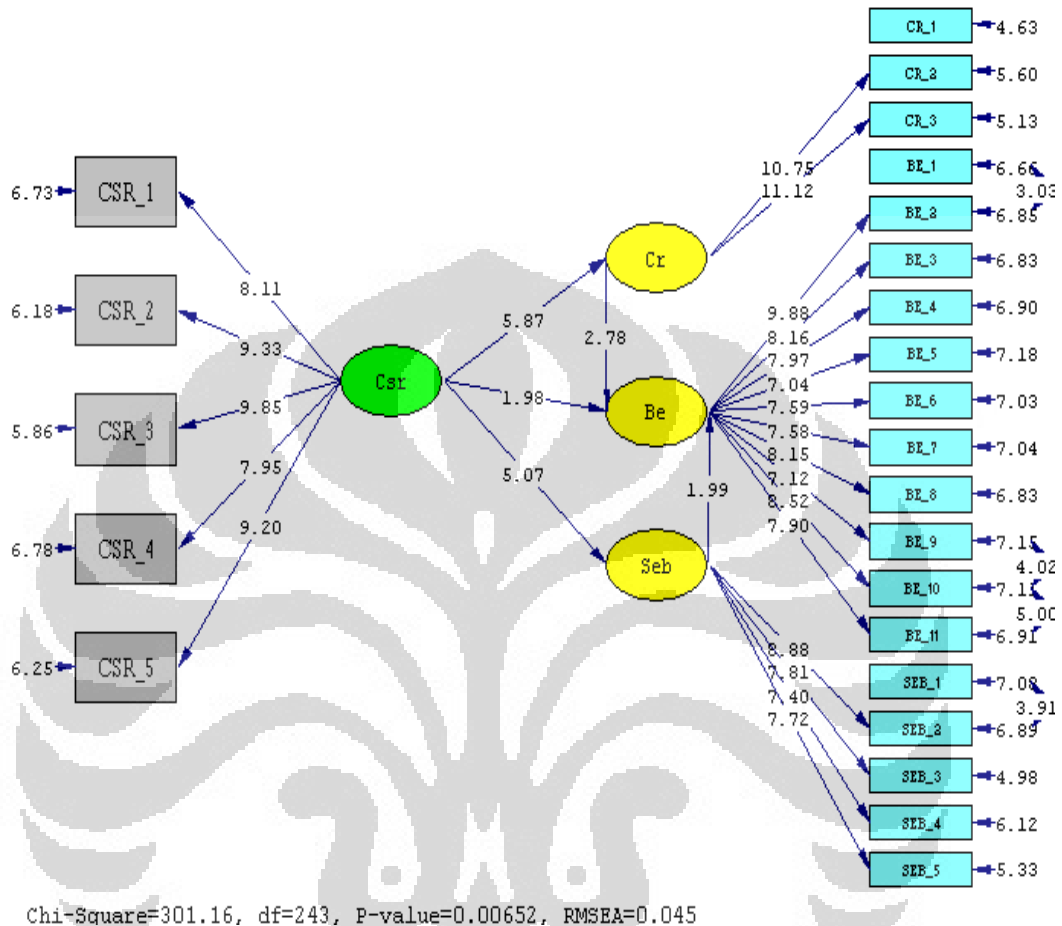 CR_1 4.63
CR_2 5.60
CR_3 5.13
BE_1 6.66
3.03
BE_2 6.85
BE_3 6.83
BE_4 6.90
BE_5 7.18
BE_6 7.03
BE_7 7.04
BE_8 6.83
BE_9 7.15
4.02
BE_10
5.00
BE_11 6.91
SEB_1 7.08
3.91
SEB_2 6.89
SEB_3 4.98
SEB_4 6.12
SEB_5 5.33
6.73 CSR_1
6.18 CSR_2
5.86 CSR_3
6.78 CSR_4
6.25 CSR_5
8.11
9.33
9.85
7.95
9.20
Csr
5.87
1.98
5.07
Cr
2.78
Be
1.99
Seb
10.75
11.12
9.88
8.16
7.97
7.04
7.59
7.58
8.15
7.12
8.52
7.90
8.88
7.81
7.40
7.72
Chi-Square=301.16, df=243, P-value=0.00652, RMSEA=0.045